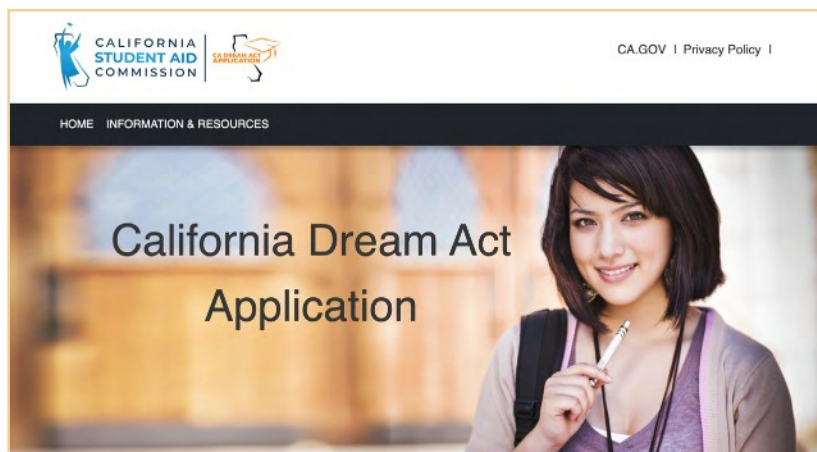 CALIFORNIA
STUDENT AID
COMMISSION
CA DREAM ACT
APPLICATION
CA.GOV | Privacy Policy |
HOME INFORMATION & RESOURCES
California Dream Act
Application